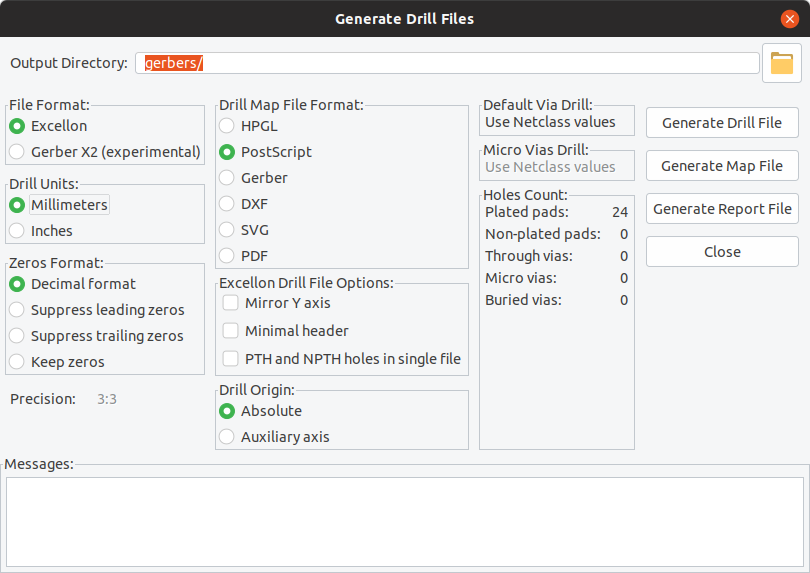 Generate Drill Files
Output Directory: gerbers/
File Format:
Excellon
Gerber X2 (experimental)
Drill Units:
Millimeters
Inches
Zeros Format:
Decimal format
Suppress leading zeros
Suppress trailing zeros
Keep zeros
Precision: 3:3
Drill Map File Format:
HPGL
PostScript
Gerber
DXF
SVG
PDF
Excellon Drill File Options:
Mirror Y axis
Minimal header
PTH and NPTH holes in single file
Drill Origin:
Absolute
Auxiliary axis
Default Via Drill:
Use Netclass values
Micro Vias Drill:
Use Netclass values
Holes Count:
Plated pads: 24
Non-plated pads: 0
Through vias: 0
Micro vias: 0
Buried vias: 0
Generate Drill File
Generate Map File
Generate Report File
Close
Messages: